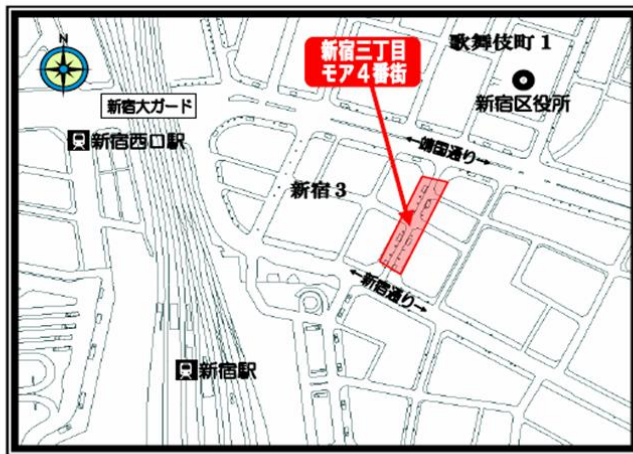 N
新宿三丁目
モア4番街
歌舞伎町1
新宿区役所
新宿大ガード
新宿西口駅
←靖国通り→
新宿3
←新宿通り→
新宿駅